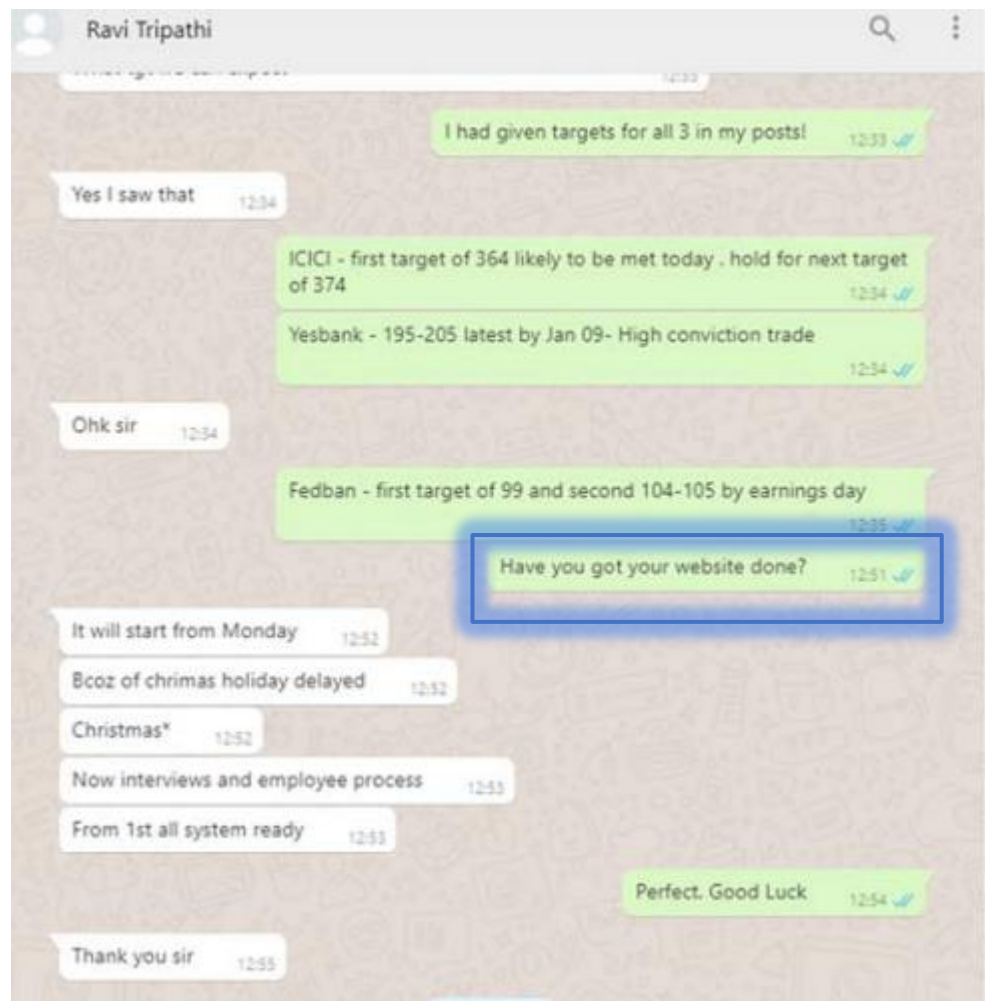 Ravi Tripathi
12:33
I had given targets for all 3 in my posts! 12:33
Yes I saw that 12:34
ICICI - first target of 364 likely to be met today . hold for next target
of 374 12:34
Yesbank - 195-205 latest by Jan 09- High conviction trade
12:34
Ohk sir 12:34
Fedban - first target of 99 and second 104-105 by earnings day
12:35
Have you got your website done? 12:51
It will start from Monday 12:52
Bcoz of chrimas holiday delayed 12:52
Christmas* 12:52
Now interviews and employee process 12:53
From 1st all system ready 12:53
Perfect. Good Luck 12:54
Thank you sir 12:55